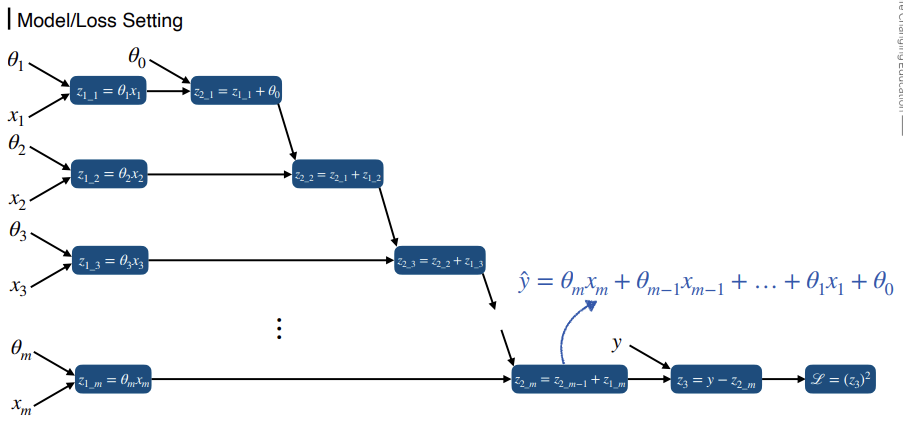 Model/Loss Setting
θ₁
θ₀
z₁_₁ = θ₁x₁
z₂_₁ = z₁_₁ + θ₀
x₁
θ₂
z₁_₂ = θ₂x₂
z₂_₂ = z₂_₁ + z₁_₂
x₂
θ₃
z₁_₃ = θ₃x₃
z₂_₃ = z₂_₂ + z₁_₃
x₃
ŷ = θₘxₘ + θₘ₋₁xₘ₋₁ + … + θ₁x₁ + θ₀
⋮
θₘ
y
z₁_ₘ = θₘxₘ
z₂_ₘ = z₂_ₘ₋₁ + z₁_ₘ
z₃ = y − z₂_ₘ
ℒ = (z₃)²
xₘ
Changing Education